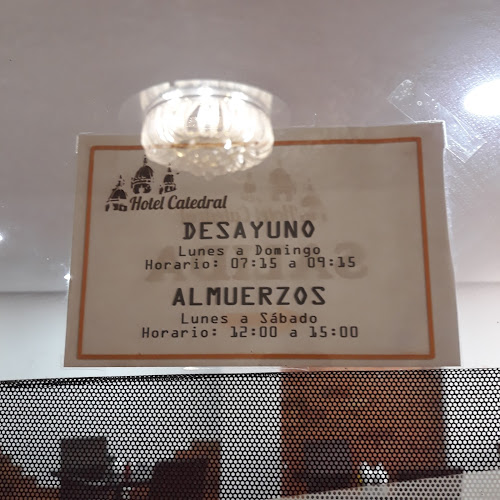 Hotel Catedral
DESAYUNO
Lunes a Domingo
Horario: 07:15 a 09:15
ALMUERZOS
Lunes a Sábado
Horario: 12:00 a 15:00